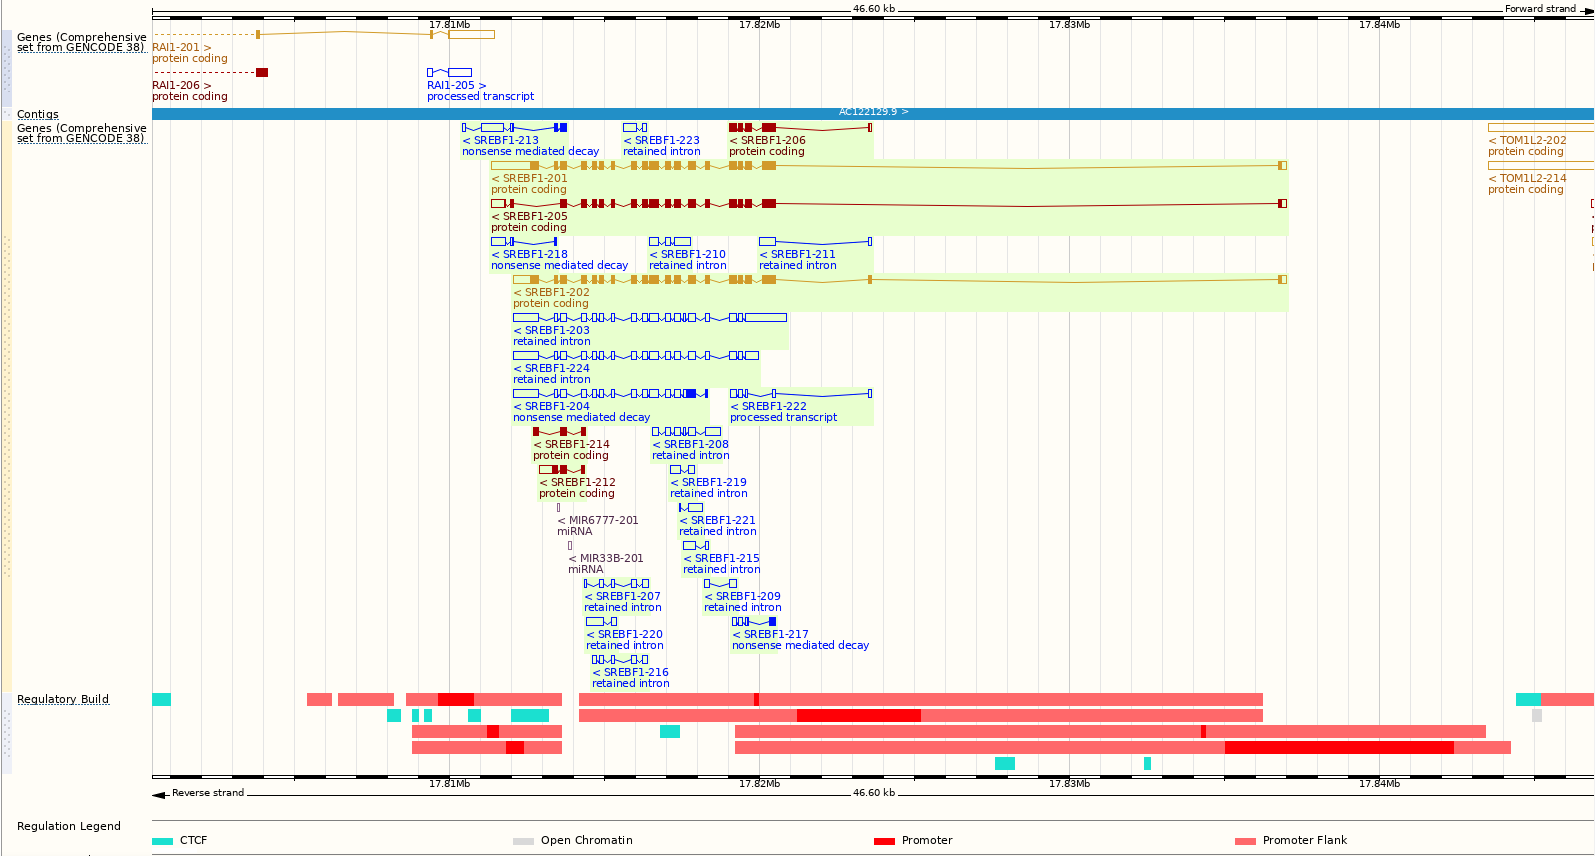 46.60 kb
Forward strand
17.81Mb
17.82Mb
17.83Mb
17.84Mb
Genes (Comprehensive
set from GENCODE 38)
RAI1-201 >
protein coding
RAI1-206 >
protein coding
RAI1-205 >
processed transcript
Contigs
AC122129.9 >
Genes (Comprehensive
set from GENCODE 38)
< SREBF1-213
nonsense mediated decay
< SREBF1-223
retained intron
< SREBF1-206
protein coding
< TOM1L2-202
protein coding
< SREBF1-201
protein coding
< TOM1L2-214
protein coding
< SREBF1-205
protein coding
< SREBF1-218
nonsense mediated decay
< SREBF1-210
retained intron
< SREBF1-211
retained intron
< SREBF1-202
protein coding
< SREBF1-203
retained intron
< SREBF1-224
retained intron
< SREBF1-204
nonsense mediated decay
< SREBF1-222
processed transcript
< SREBF1-214
protein coding
< SREBF1-208
retained intron
< SREBF1-212
protein coding
< SREBF1-219
retained intron
< MIR6777-201
miRNA
< SREBF1-221
retained intron
< MIR33B-201
miRNA
< SREBF1-215
retained intron
< SREBF1-207
retained intron
< SREBF1-209
retained intron
< SREBF1-220
retained intron
< SREBF1-217
nonsense mediated decay
< SREBF1-216
retained intron
Regulatory Build
17.81Mb
17.82Mb
17.83Mb
17.84Mb
Reverse strand
46.60 kb
Regulation Legend
CTCF
Open Chromatin
Promoter
Promoter Flank